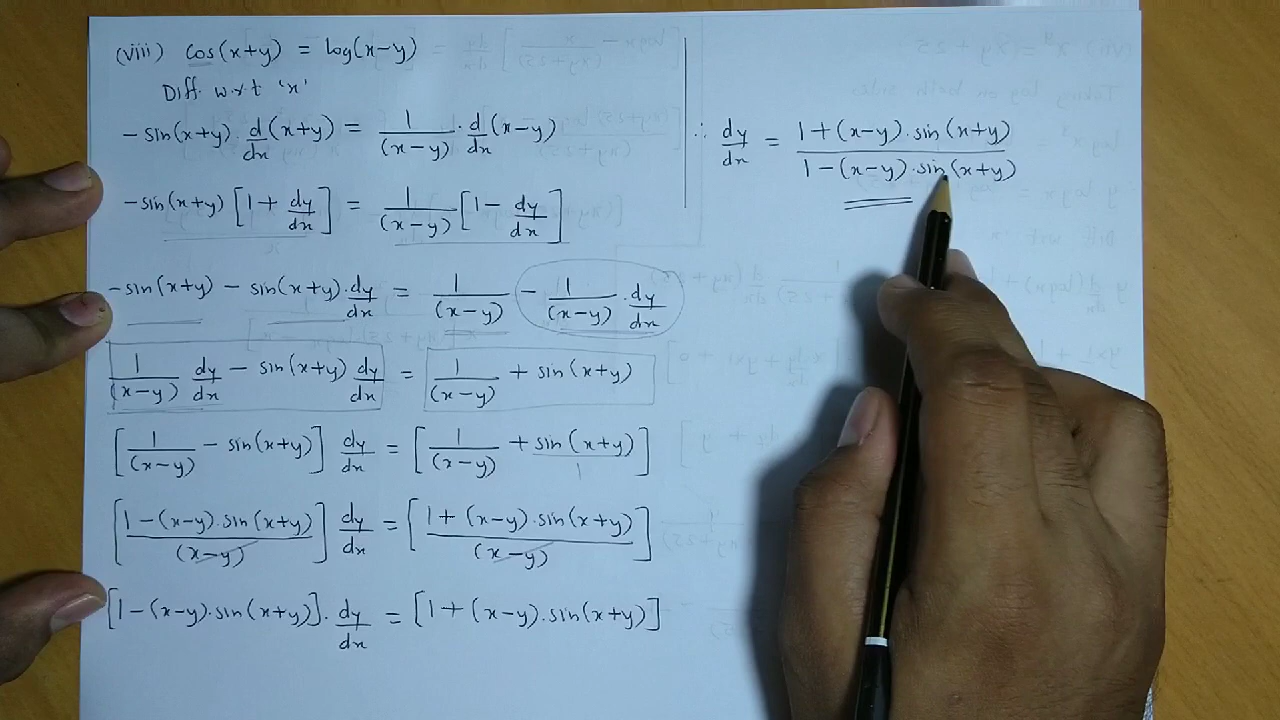 (viii) cos(x+y) = log(x-y)
Diff. w.r.t 'x'
-sin(x+y) · d/dx (x+y) = 1/(x-y) · d/dx (x-y)
-sin(x+y) [1 + dy/dx] = 1/(x-y) [1 - dy/dx]
-sin(x+y) - sin(x+y) · dy/dx = 1/(x-y) - 1/(x-y) · dy/dx
1/(x-y) dy/dx - sin(x+y) dy/dx = 1/(x-y) + sin(x+y)
[1/(x-y) - sin(x+y)] dy/dx = [1/(x-y) + sin(x+y)/1]
[(1-(x-y)·sin(x+y))/(x-y)] dy/dx = [(1+(x-y)·sin(x+y))/(x-y)]
[1-(x-y)·sin(x+y)] · dy/dx = [1+(x-y)·sin(x+y)]
∴ dy/dx = (1+(x-y)·sin(x+y))/(1-(x-y)·sin(x+y))